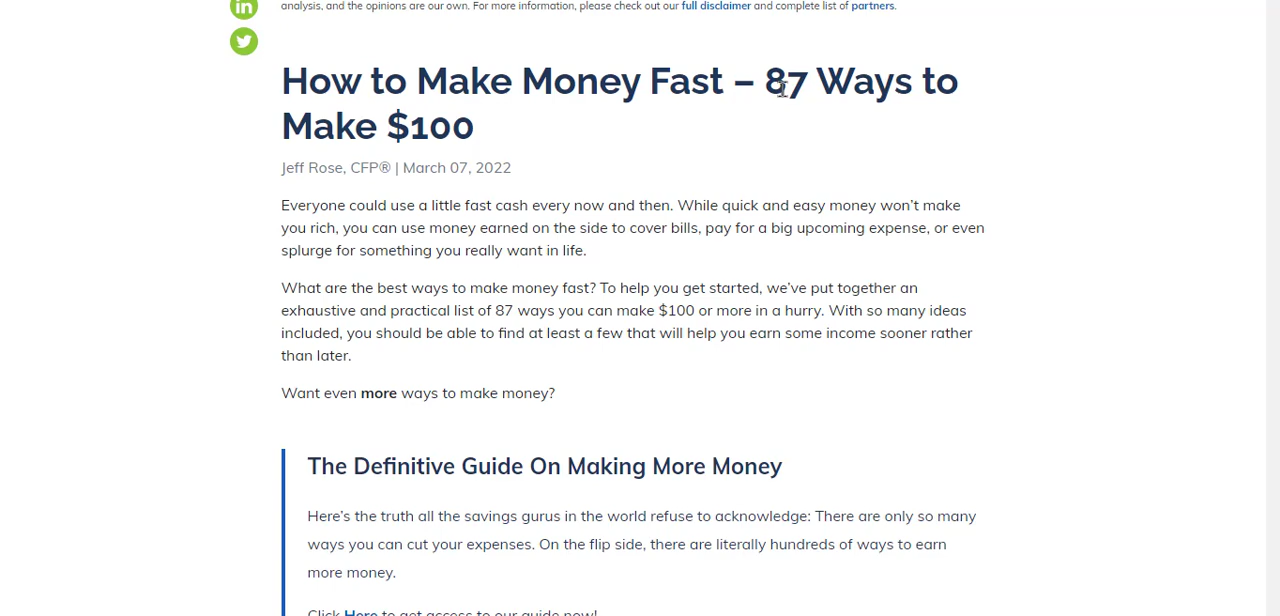 in
analysis, and the opinions are our own. For more information, please check out our full disclaimer and complete list of partners.
How to Make Money Fast – 87 Ways to
Make $100
Jeff Rose, CFP® | March 07, 2022
Everyone could use a little fast cash every now and then. While quick and easy money won’t make
you rich, you can use money earned on the side to cover bills, pay for a big upcoming expense, or even
splurge for something you really want in life.
What are the best ways to make money fast? To help you get started, we’ve put together an
exhaustive and practical list of 87 ways you can make $100 or more in a hurry. With so many ideas
included, you should be able to find at least a few that will help you earn some income sooner rather
than later.
Want even more ways to make money?
The Definitive Guide On Making More Money
Here’s the truth all the savings gurus in the world refuse to acknowledge: There are only so many
ways you can cut your expenses. On the flip side, there are literally hundreds of ways to earn
more money.
Click Here to get access to our guide now!